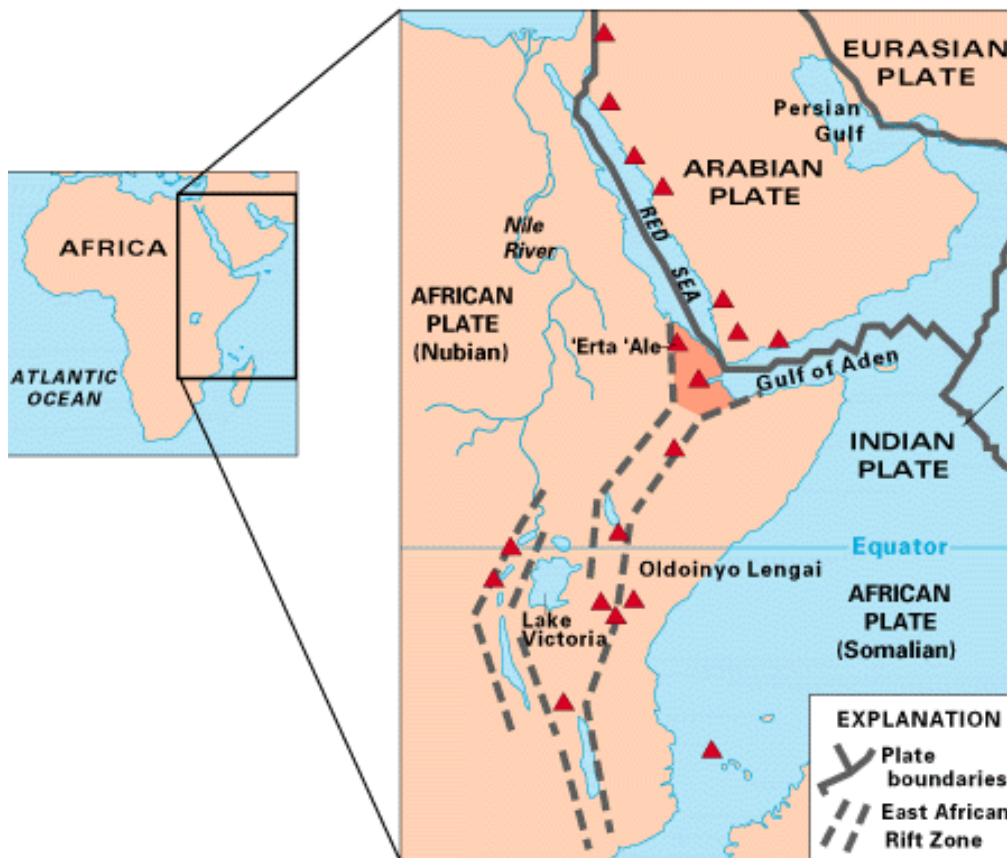 AFRICA
ATLANTIC
OCEAN
EURASIAN
PLATE
Persian
Gulf
ARABIAN
PLATE
RED SEA
Nile
River
AFRICAN
PLATE
(Nubian)
'Erta 'Ale
Gulf of Aden
INDIAN
PLATE
Equator
Oldoinyo Lengai
Lake
Victoria
AFRICAN
PLATE
(Somalian)
EXPLANATION
Plate
boundaries
East African
Rift Zone